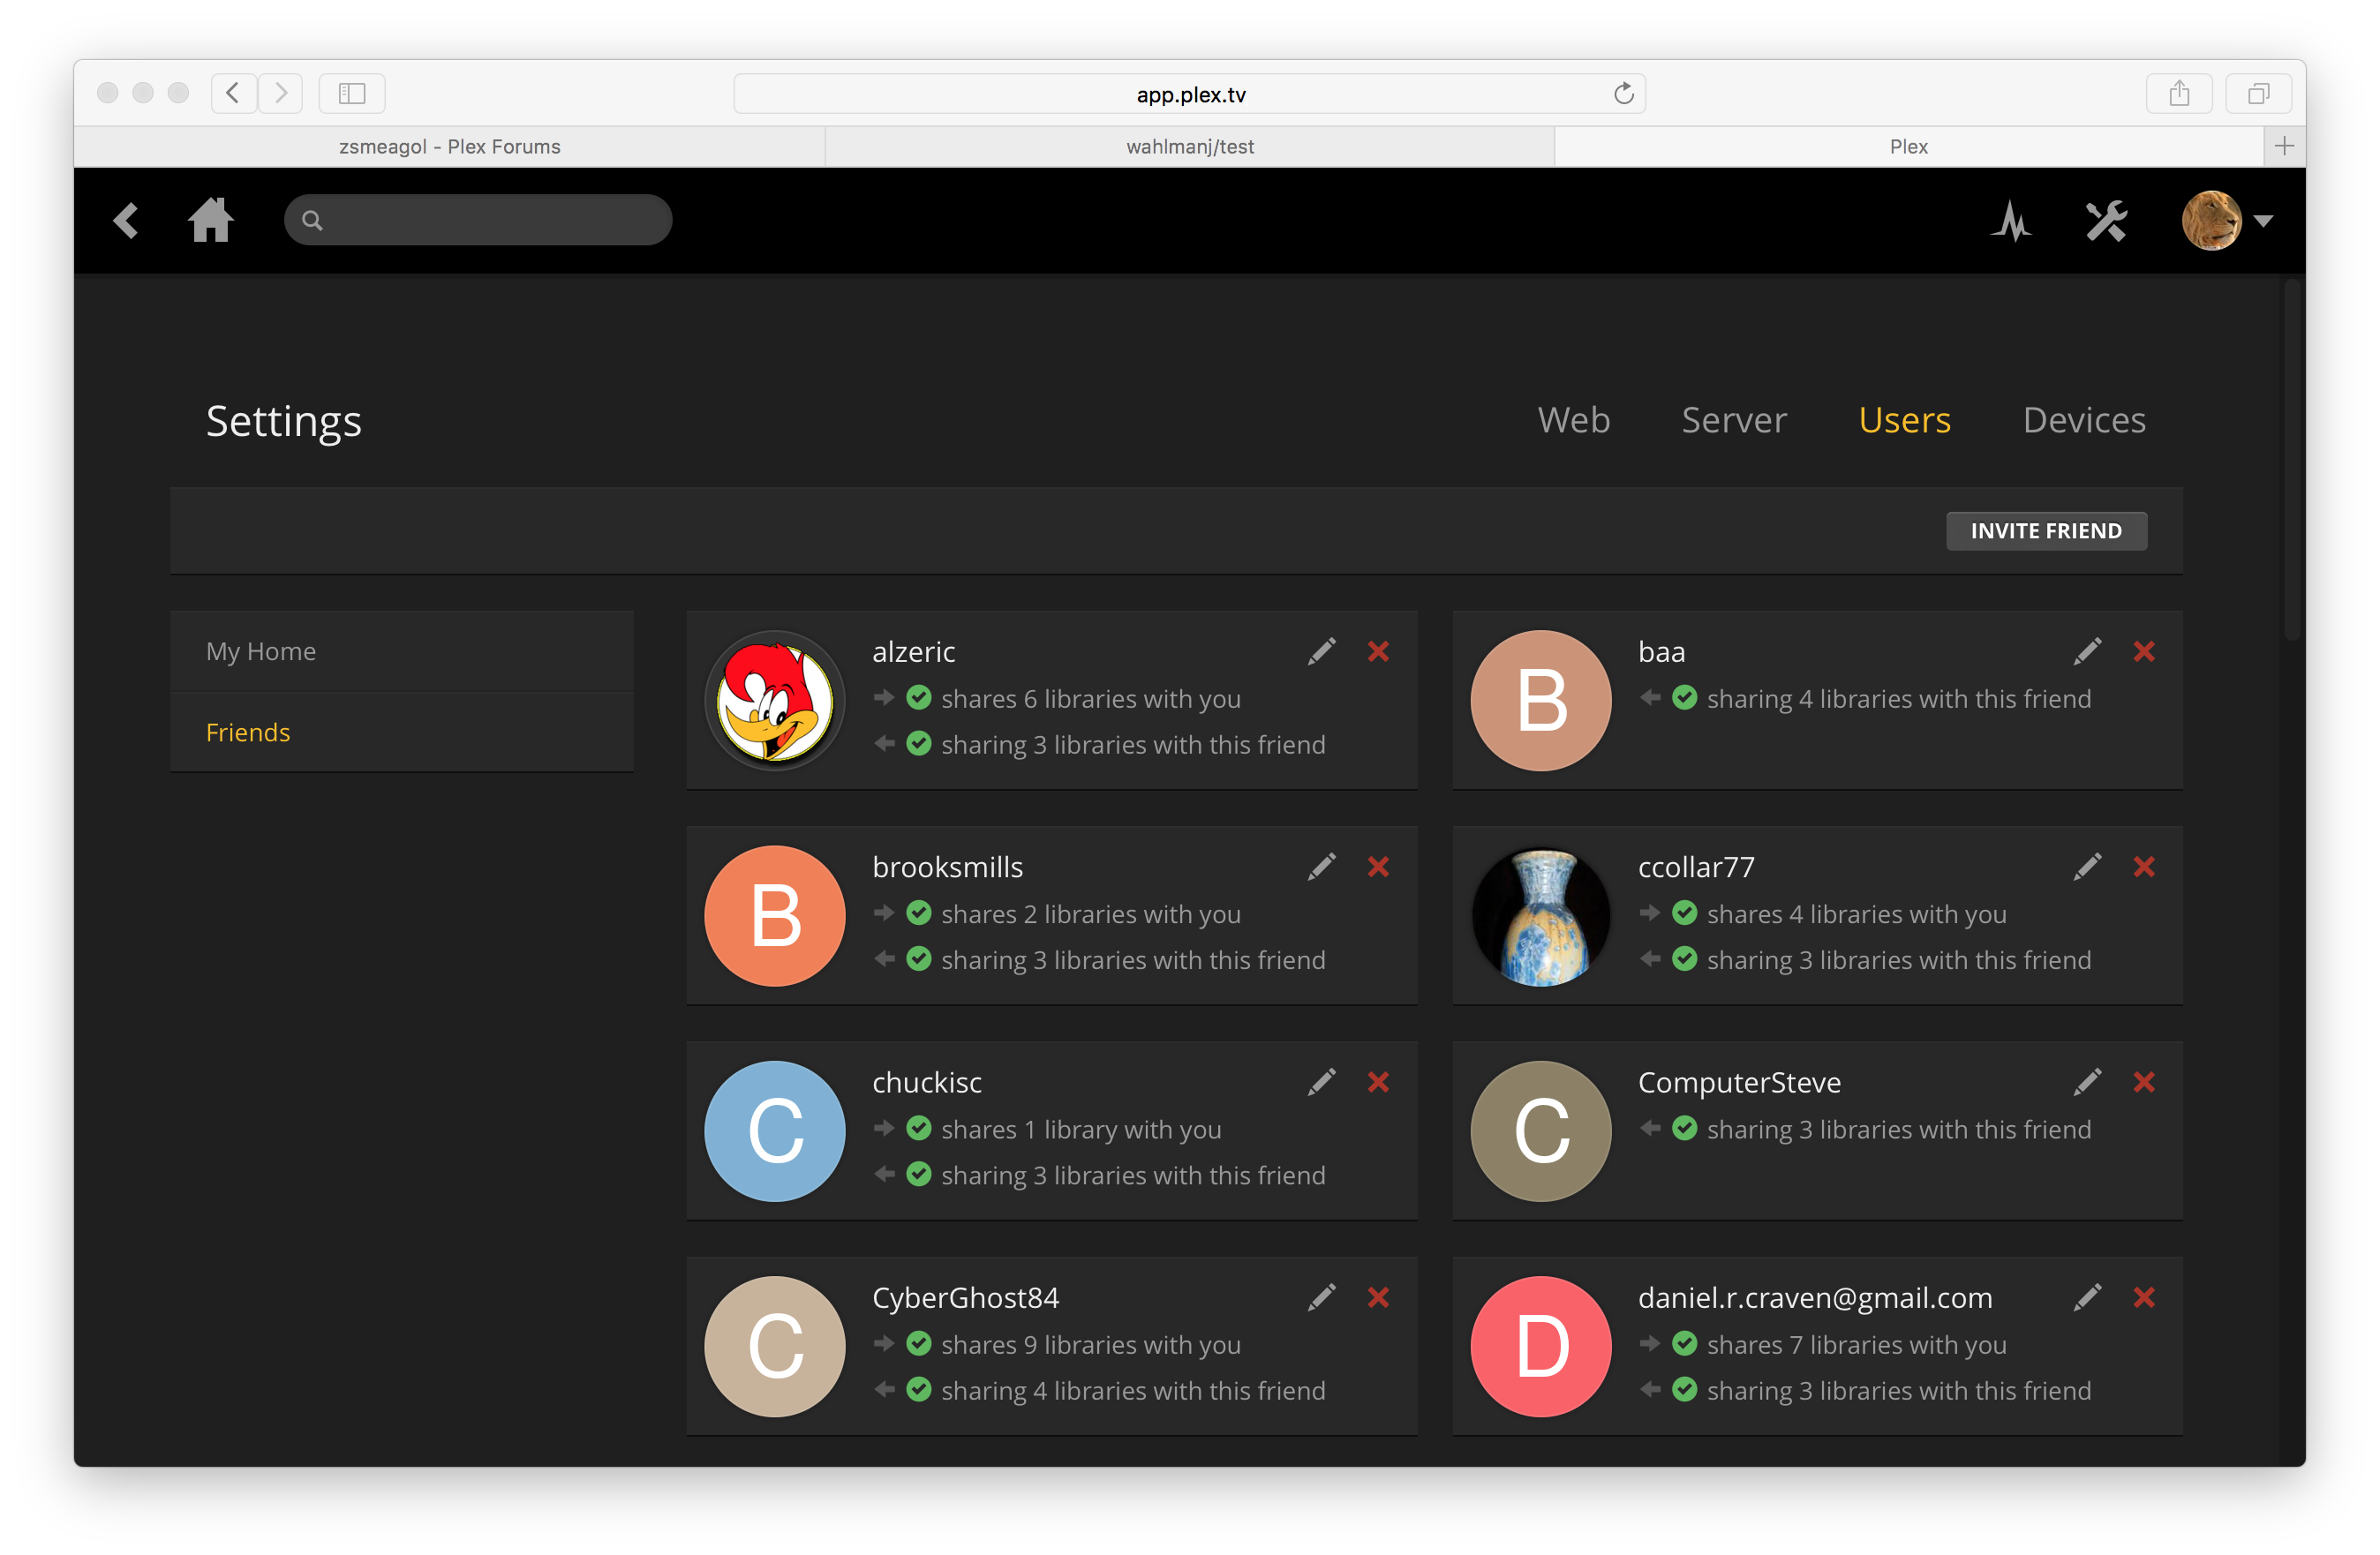 app.plex.tv
zsmeagol - Plex Forums
wahlmanj/test
Plex
Settings
Web
Server
Users
Devices
INVITE FRIEND
My Home
Friends
alzeric
shares 6 libraries with you
sharing 3 libraries with this friend
B
baa
sharing 4 libraries with this friend
B
brooksmills
shares 2 libraries with you
sharing 3 libraries with this friend
ccollar77
shares 4 libraries with you
sharing 3 libraries with this friend
C
chuckisc
shares 1 library with you
sharing 3 libraries with this friend
C
ComputerSteve
sharing 3 libraries with this friend
C
CyberGhost84
shares 9 libraries with you
sharing 4 libraries with this friend
D
daniel.r.craven@gmail.com
shares 7 libraries with you
sharing 3 libraries with this friend